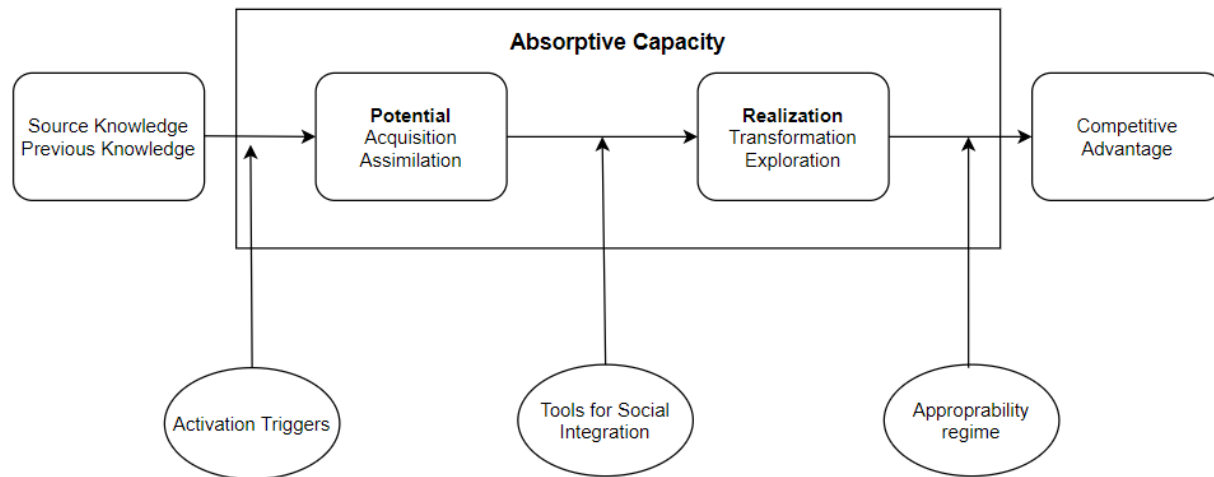 Absorptive Capacity
Source Knowledge
Previous Knowledge
Potential
Acquisition
Assimilation
Realization
Transformation
Exploration
Competitive
Advantage
Activation Triggers
Tools for Social
Integration
Approprability
regime